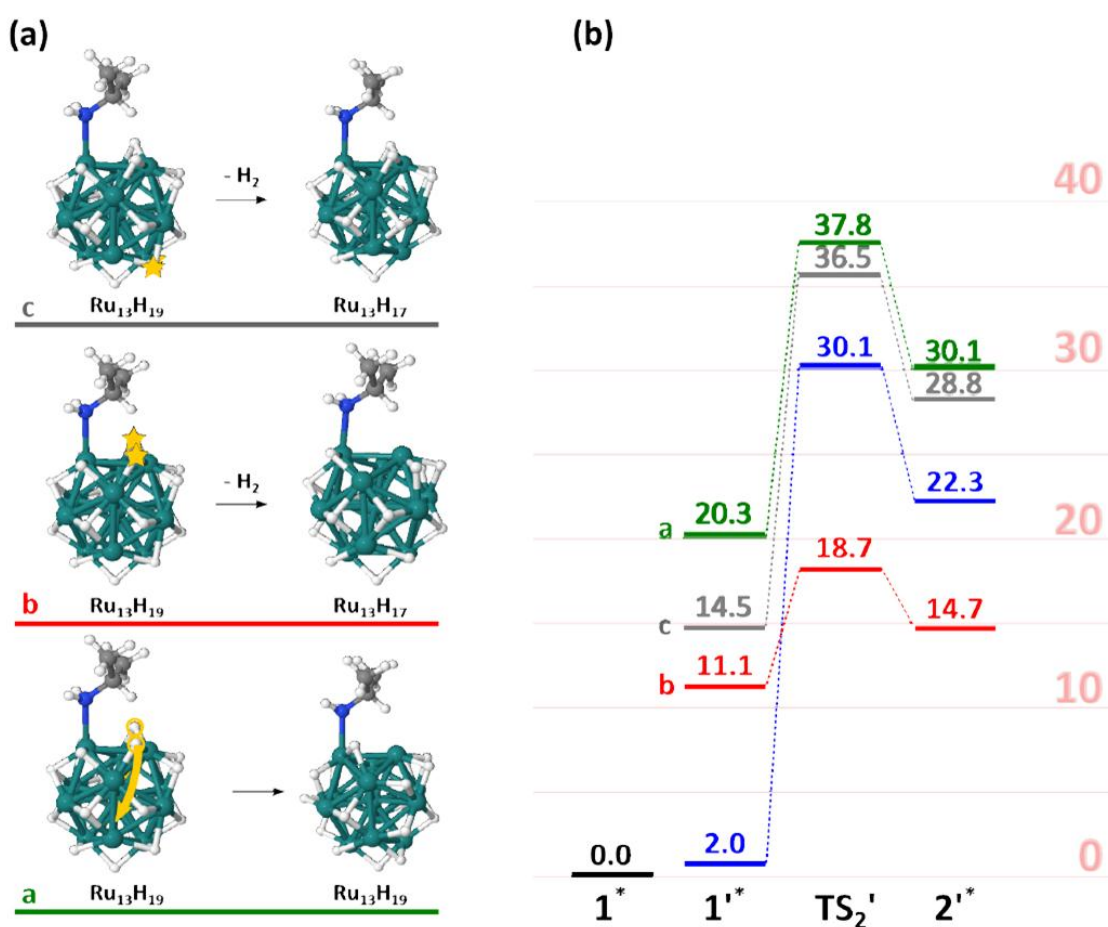 (a)
- H₂
Ru₁₃H₁₉
Ru₁₃H₁₇
c
- H₂
Ru₁₃H₁₉
Ru₁₃H₁₇
b
Ru₁₃H₁₉
Ru₁₃H₁₉
a
(b)
40
37.8
36.5
30
30.1
30.1
28.8
22.3
20
a
20.3
18.7
c
14.5
14.7
b
11.1
10
0.0
2.0
0
1* 1'* TS₂' 2'*